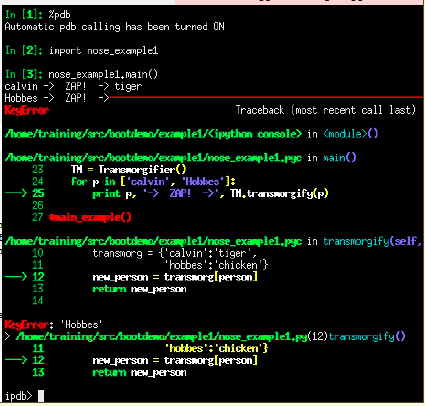 In [1]: %pdb
Automatic pdb calling has been turned ON
In [2]: import nose_example1
In [3]: nose_example1.main()
calvin -> ZAP! -> tiger
Hobbes -> ZAP! ->
KeyError Traceback (most recent call last)
/home/training/src/bootdemo/example1/<ipython console> in <module>()
/home/training/src/bootdemo/example1/nose_example1.pyc in main()
23 TM = Transmorgifier()
24 for p in ['calvin', 'Hobbes']:
---> 25 print p, '-> ZAP! ->', TM.transmorgify(p)
26
27 #main_example()
/home/training/src/bootdemo/example1/nose_example1.pyc in transmorgify(self,
10 transmorg = {'calvin':'tiger',
11 'hobbes':'chicken'}
---> 12 new_person = transmorg[person]
13 return new_person
14
KeyError: 'Hobbes'
> /home/training/src/bootdemo/example1/nose_example1.py(12)transmorgify()
11 'hobbes':'chicken'}
---> 12 new_person = transmorg[person]
13 return new_person
ipdb>